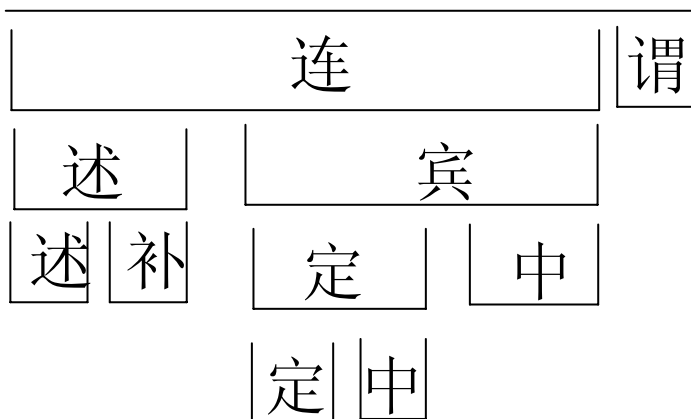 连 谓
述 宾
述 补 定 中
定 中